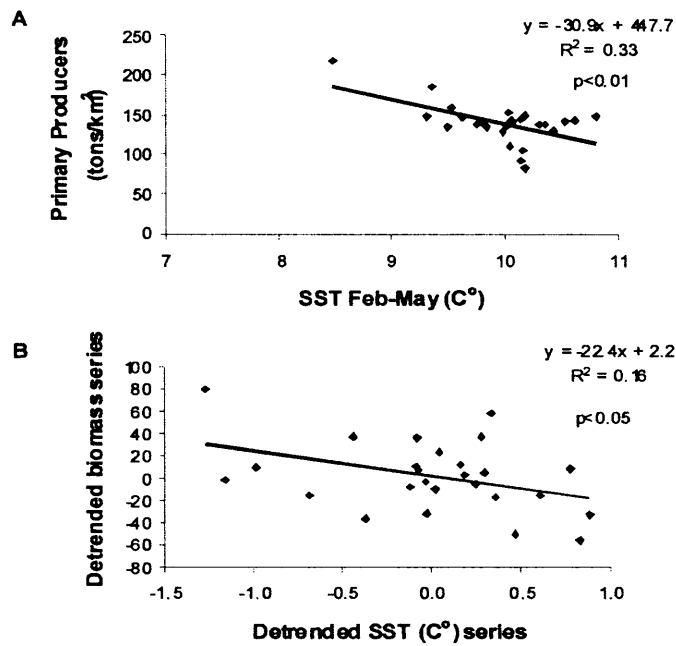 A
y = -30.9x + 447.7
R² = 0.33
p<0.01
Primary Producers
(tons/km²)
250
200
150
100
50
0
7
8
9
10
11
SST Feb-May (C°)
B
y = -22.4x + 2.2
R² = 0.16
p<0.05
Detrended biomass series
100
80
60
40
20
0
-20
-40
-60
-80
-1.5
-1.0
-0.5
0.0
0.5
1.0
Detrended SST (C°) series